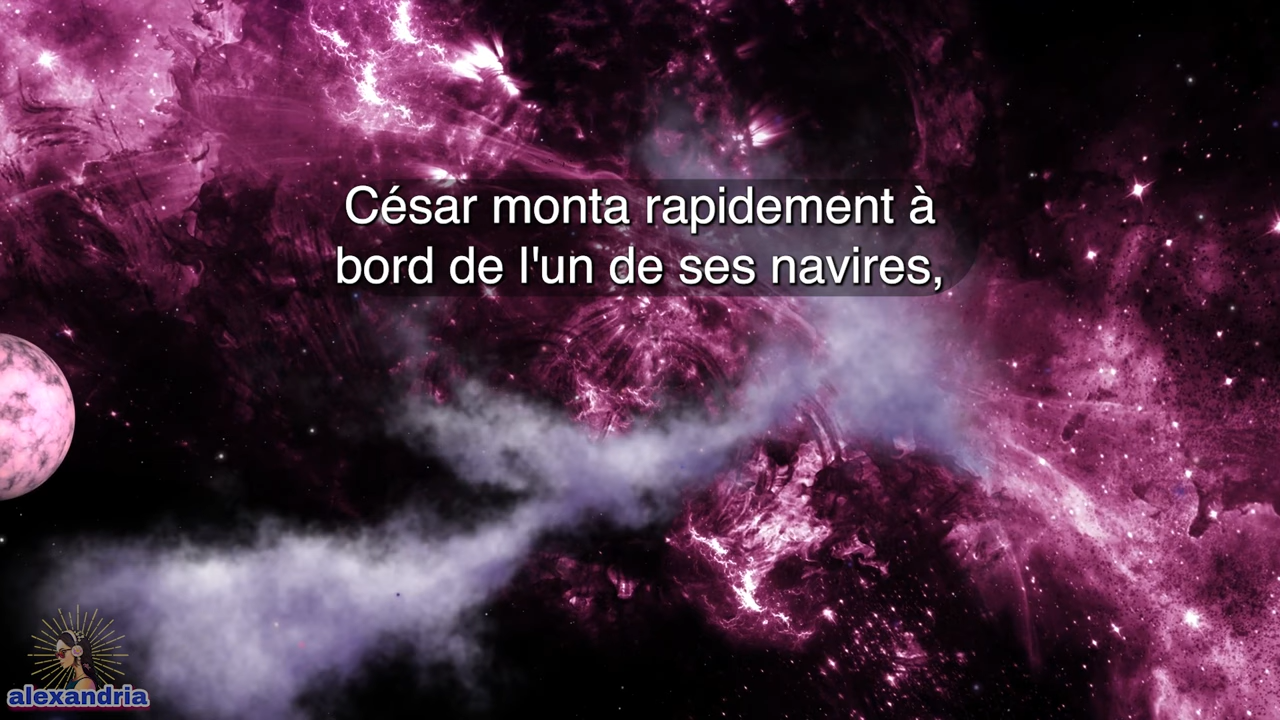 César monta rapidement à
bord de l'un de ses navires,
alexandria